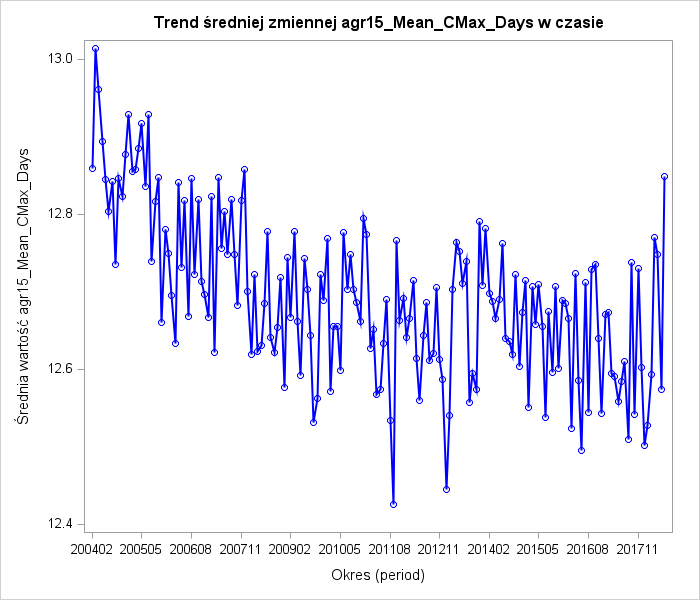 Trend średniej zmiennej agr15_Mean_CMax_Days w czasie
Średnia wartość agr15_Mean_CMax_Days
13.0
12.8
12.6
12.4
200402 200505 200608 200711 200902 201005 201108 201211 201402 201505 201608 201711
Okres (period)